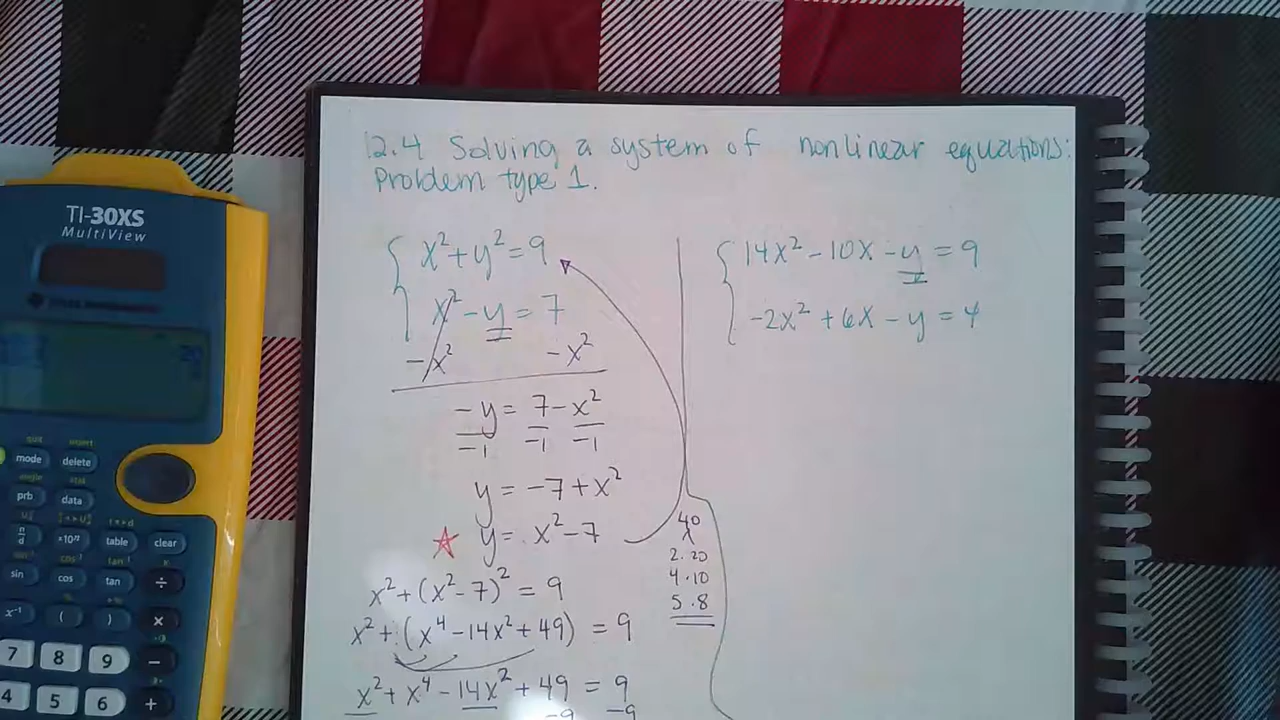 12.4 Solving a system of nonlinear equations:
Problem type 1.
x² + y² = 9
x² - y = 7
-x² -x²
-y = 7 - x²
-1 -1 -1
y = -7 + x²
y = x² - 7
x² + (x² - 7)² = 9
x² + (x⁴ - 14x² + 49) = 9
x² + x⁴ - 14x² + 49 = 9
-9 -9
40
2·20
4·10
5·8
14x² - 10x - y = 9
-2x² + 6x - y = 4
TI-30XS
MultiView
mode delete
prb data
n/d ×10ⁿ table clear
sin cos tan ÷
x⁻¹ ( ) ×
7 8 9 −
4 5 6 +